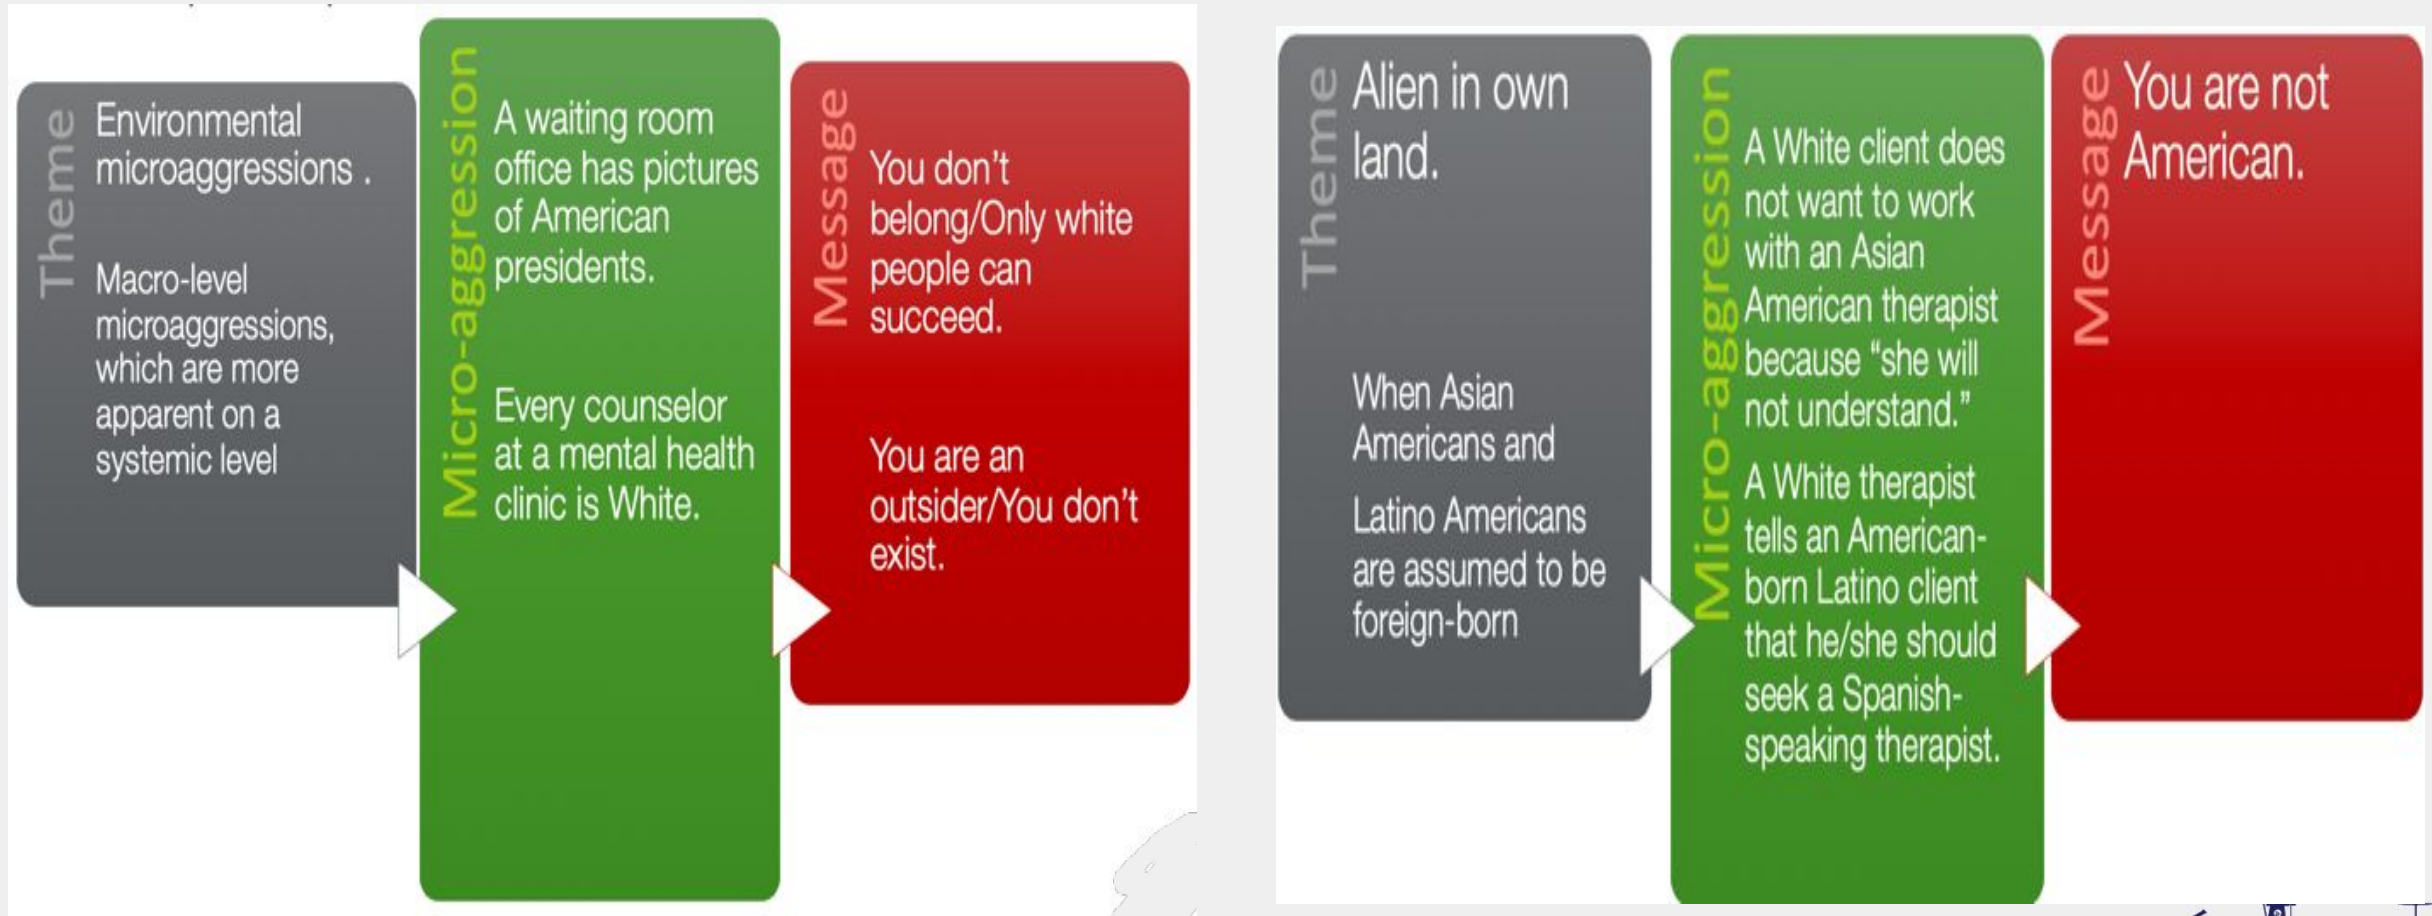 Theme
Environmental
microaggressions .
Macro-level
microaggressions,
which are more
apparent on a
systemic level
Micro-aggression
A waiting room
office has pictures
of American
presidents.
Every counselor
at a mental health
clinic is White.
Message
You don't
belong/Only white
people can
succeed.
You are an
outsider/You don't
exist.
Theme
Alien in own
land.
When Asian
Americans and
Latino Americans
are assumed to be
foreign-born
Micro-aggression
A White client does
not want to work
with an Asian
American therapist
because “she will
not understand.”
A White therapist
tells an American-
born Latino client
that he/she should
seek a Spanish-
speaking therapist.
Message
You are not
American.